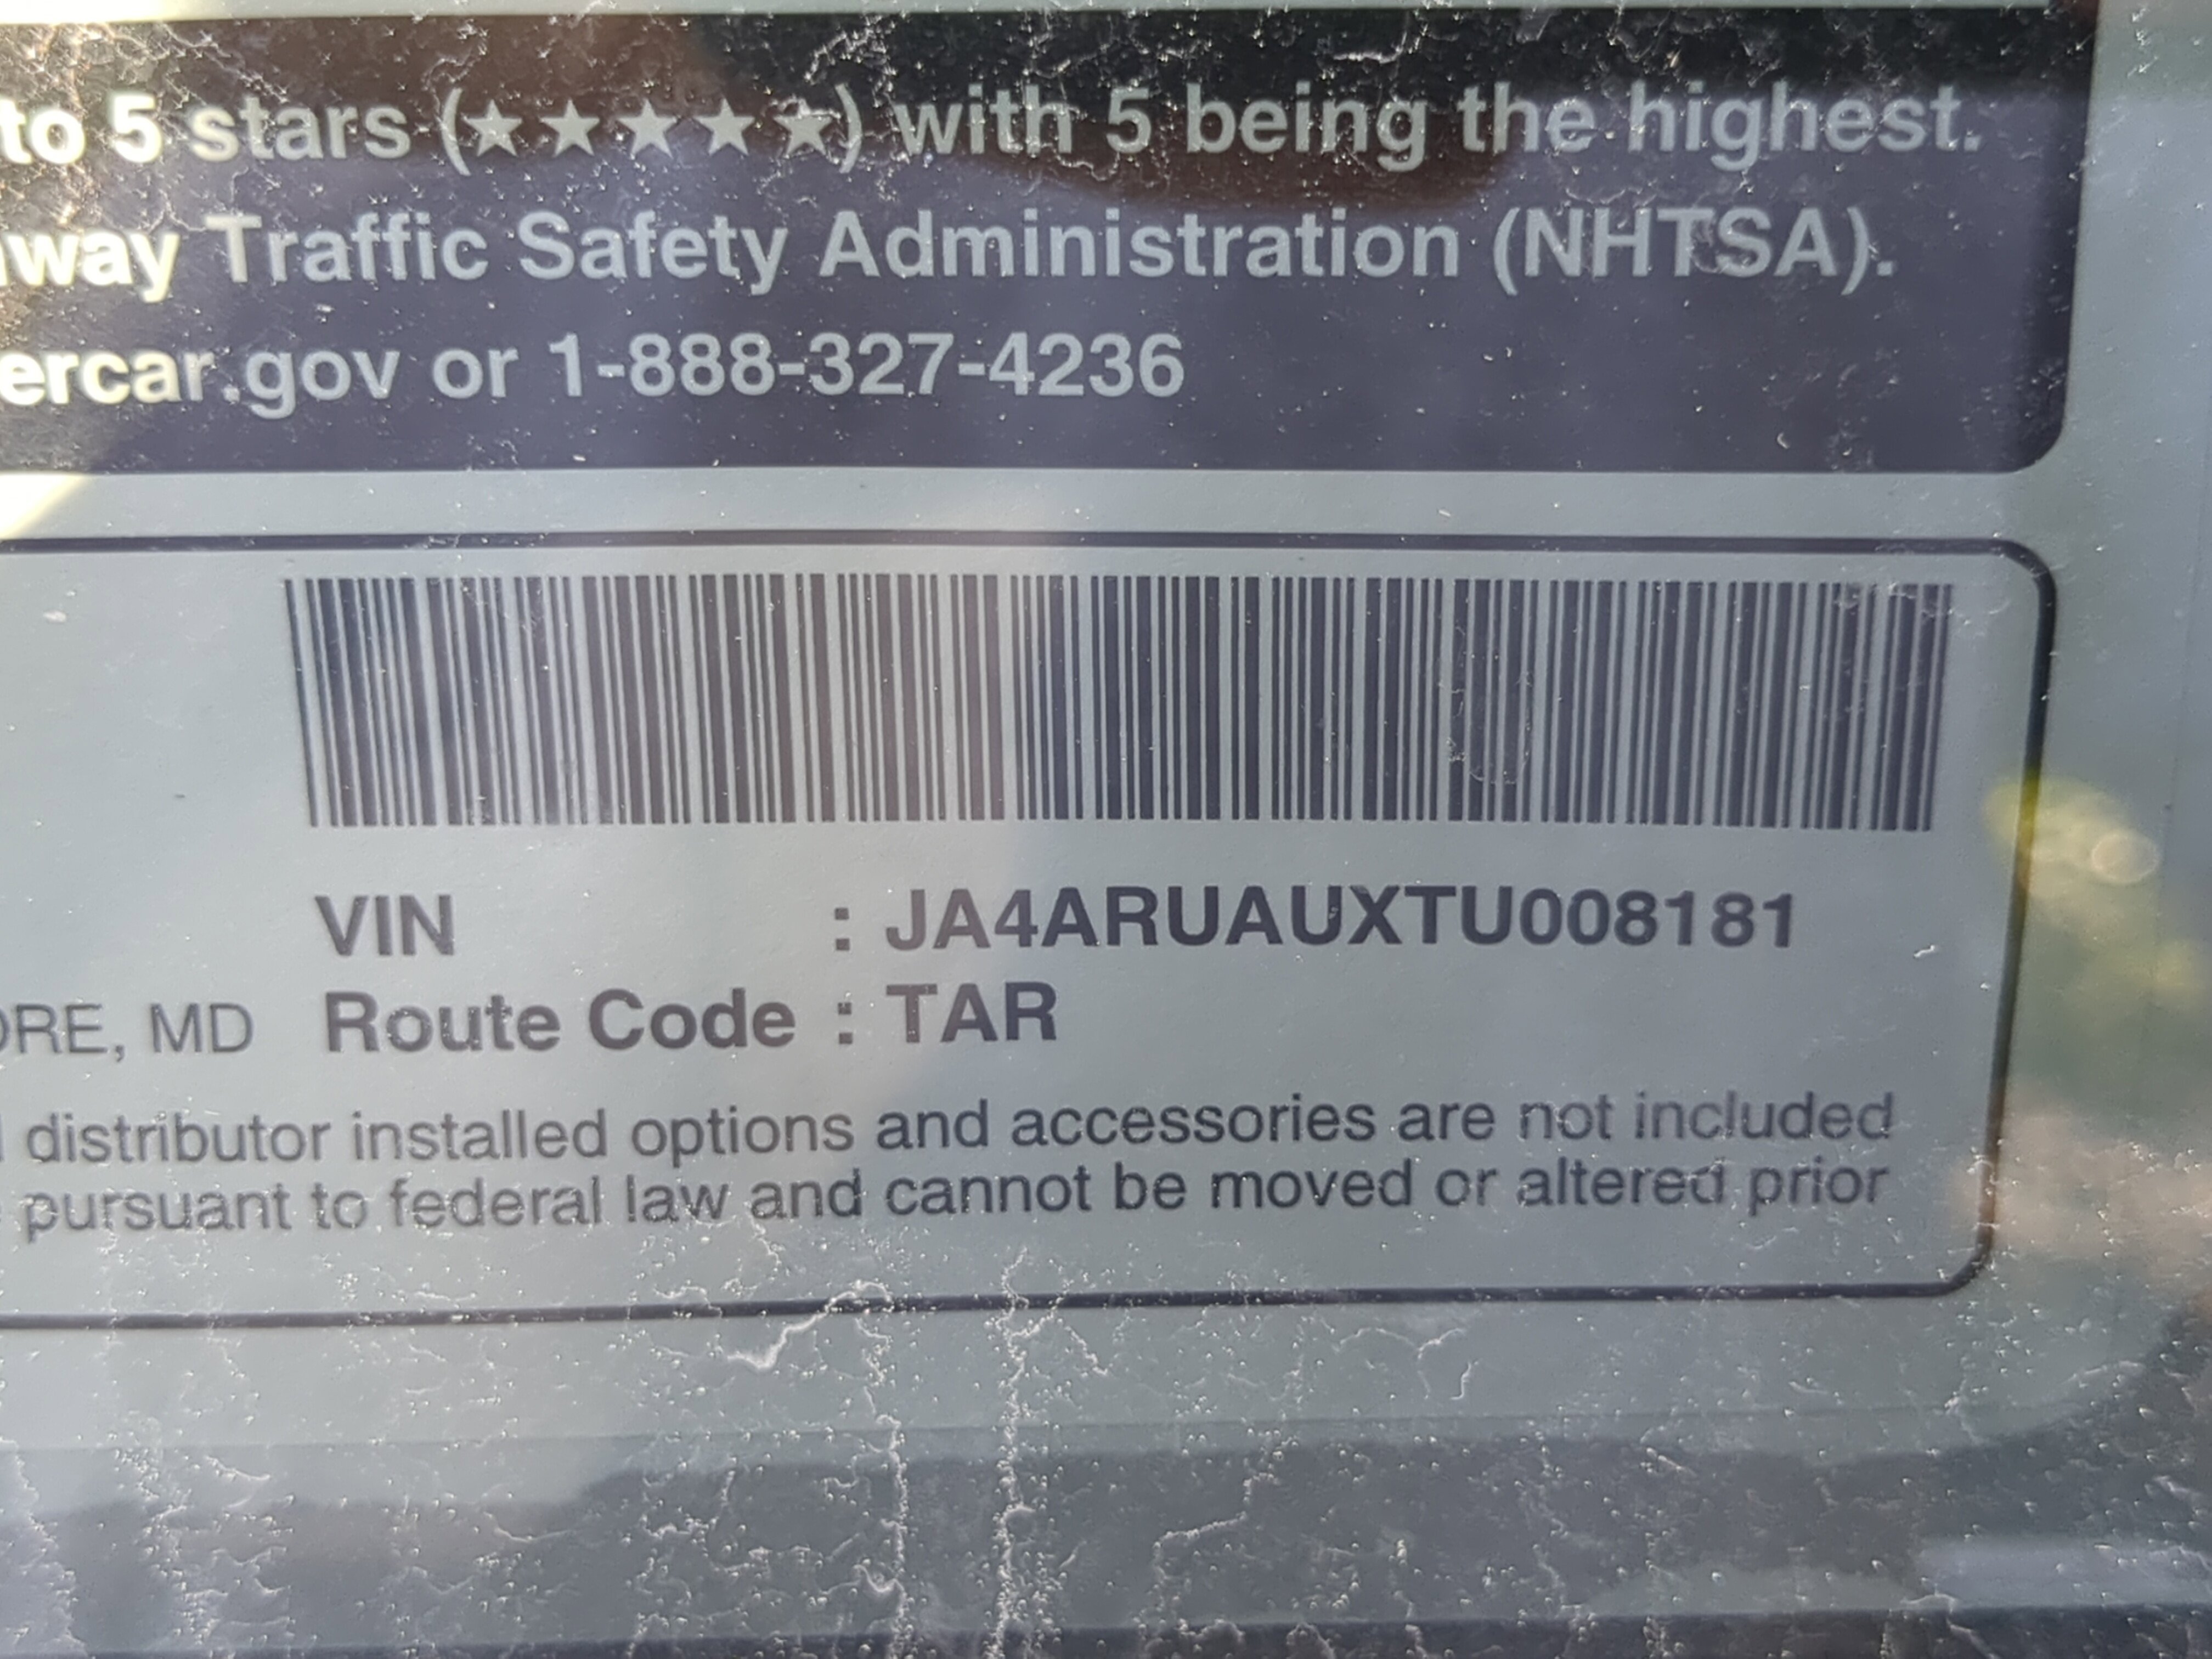 to 5 stars (★★★★★) with 5 being the highest.
way Traffic Safety Administration (NHTSA).
ercar.gov or 1-888-327-4236
VIN : JA4ARUAUXTU008181
ORE, MD Route Code : TAR
distributor installed options and accessories are not included
pursuant to federal law and cannot be moved or altered prior